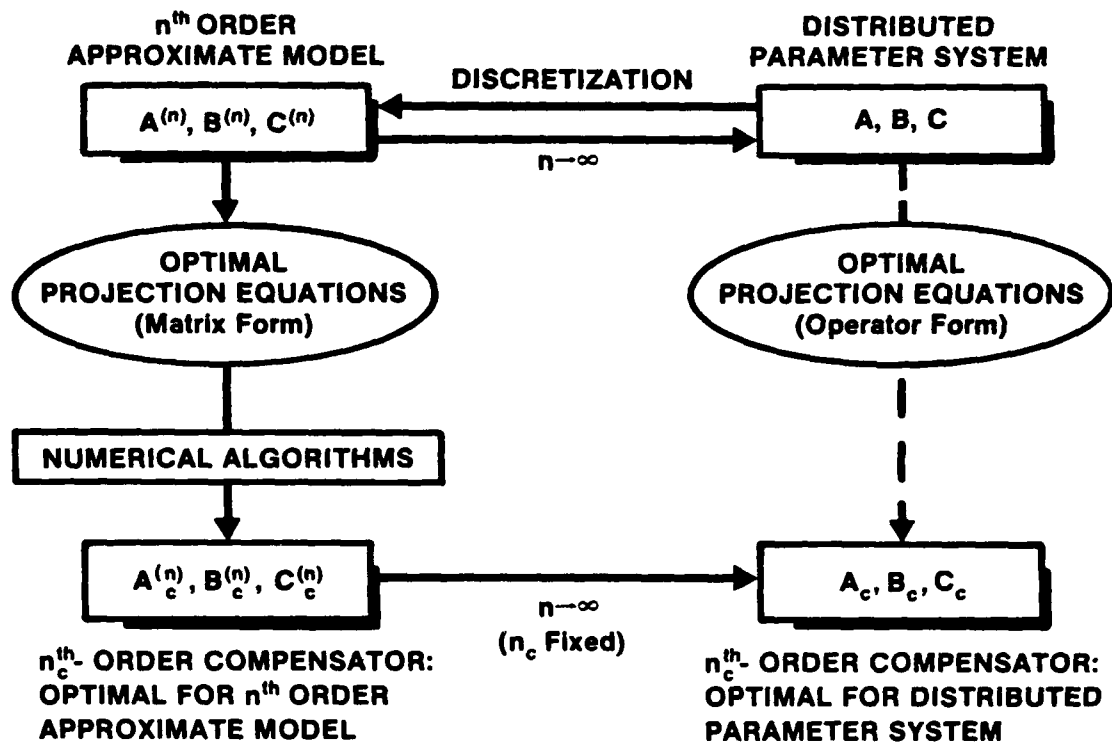 nth ORDER
APPROXIMATE MODEL
DISTRIBUTED
PARAMETER SYSTEM
DISCRETIZATION
A(n), B(n), C(n)
A, B, C
n→∞
OPTIMAL
PROJECTION EQUATIONS
(Matrix Form)
OPTIMAL
PROJECTION EQUATIONS
(Operator Form)
NUMERICAL ALGORITHMS
A_c^(n), B_c^(n), C_c^(n)
A_c, B_c, C_c
n→∞
(n_c Fixed)
n_c^th- ORDER COMPENSATOR:
OPTIMAL FOR nth ORDER
APPROXIMATE MODEL
n_c^th- ORDER COMPENSATOR:
OPTIMAL FOR DISTRIBUTED
PARAMETER SYSTEM